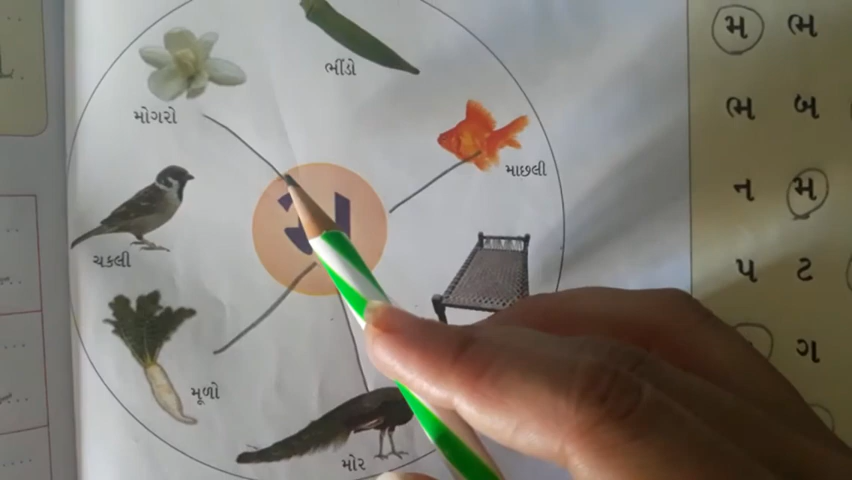 ભીંડો
મોગરો
માછલી
ચકલી
મૂળો
મોર
મ ભ
ભ બ
ન મ
પ ટ
ગ